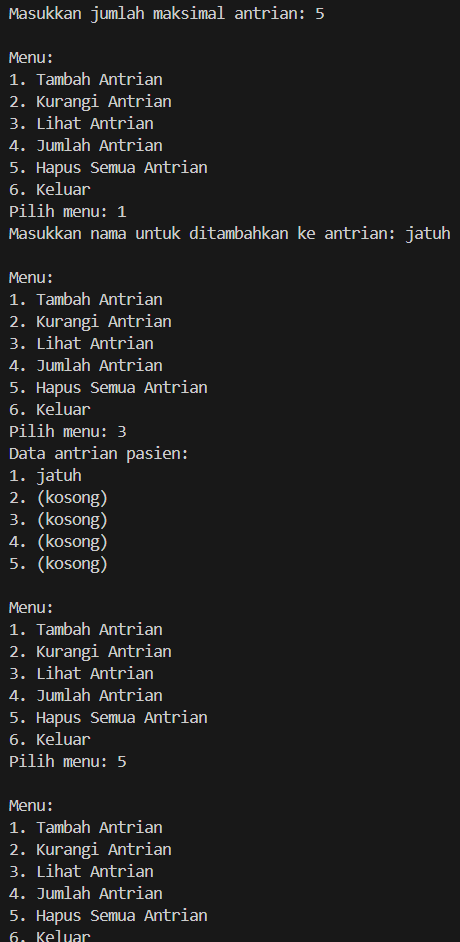 Masukkan jumlah maksimal antrian: 5
Menu:
1. Tambah Antrian
2. Kurangi Antrian
3. Lihat Antrian
4. Jumlah Antrian
5. Hapus Semua Antrian
6. Keluar
Pilih menu: 1
Masukkan nama untuk ditambahkan ke antrian: jatuh
Menu:
1. Tambah Antrian
2. Kurangi Antrian
3. Lihat Antrian
4. Jumlah Antrian
5. Hapus Semua Antrian
6. Keluar
Pilih menu: 3
Data antrian pasien:
1. jatuh
2. (kosong)
3. (kosong)
4. (kosong)
5. (kosong)
Menu:
1. Tambah Antrian
2. Kurangi Antrian
3. Lihat Antrian
4. Jumlah Antrian
5. Hapus Semua Antrian
6. Keluar
Pilih menu: 5
Menu:
1. Tambah Antrian
2. Kurangi Antrian
3. Lihat Antrian
4. Jumlah Antrian
5. Hapus Semua Antrian
6. Keluar